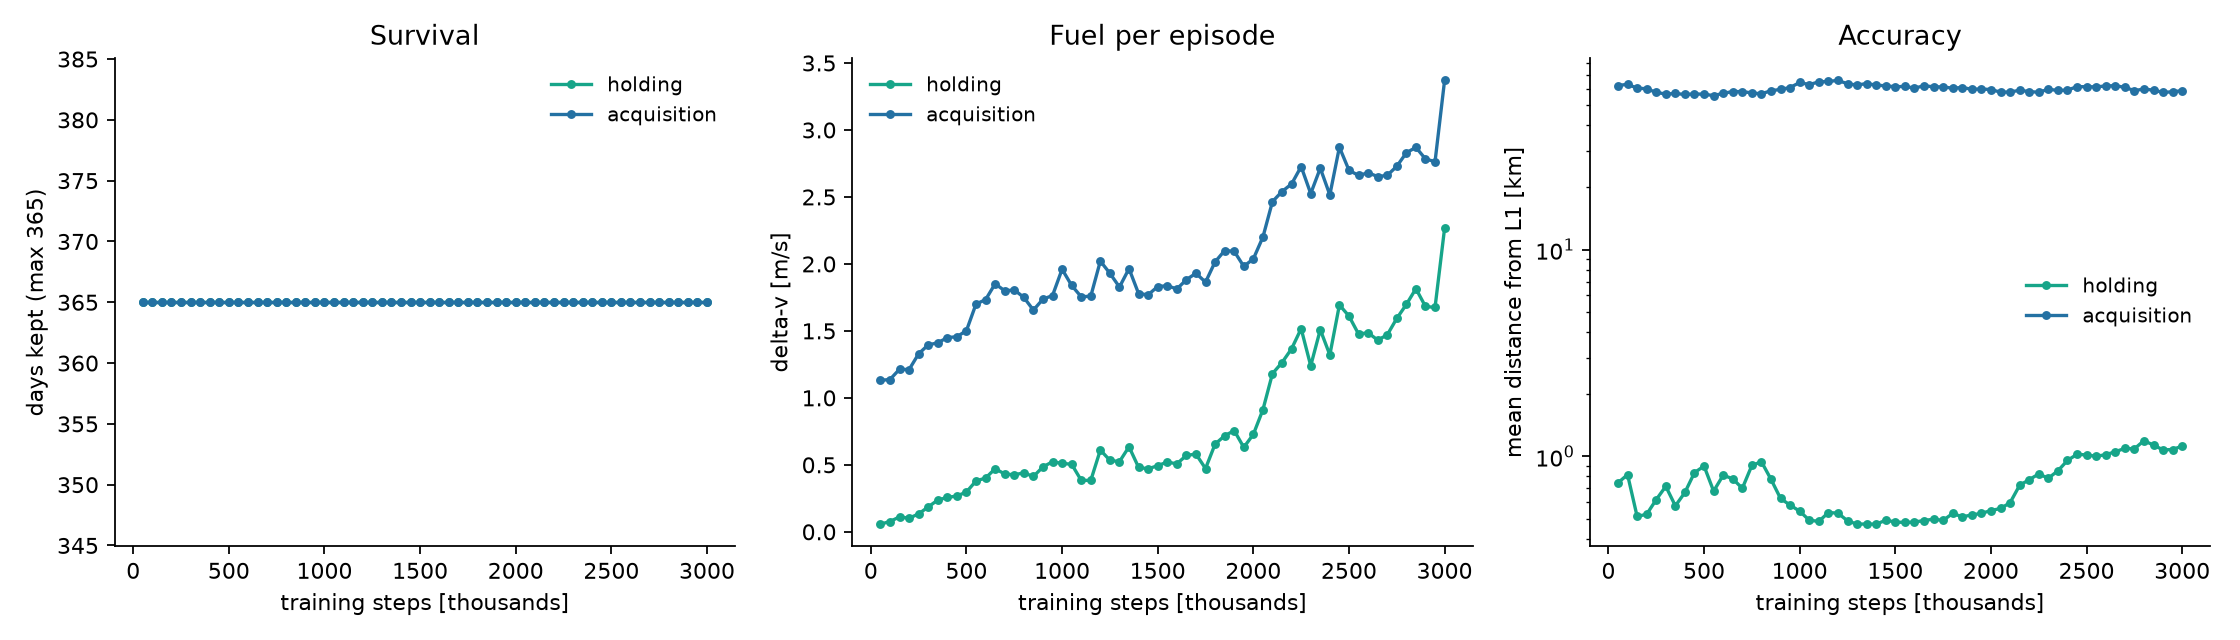 Survival
days kept (max 365)
385
380
375
370
365
360
355
350
345
holding
acquisition
0 500 1000 1500 2000 2500 3000
training steps [thousands]
Fuel per episode
delta-v [m/s]
3.5
3.0
2.5
2.0
1.5
1.0
0.5
0.0
holding
acquisition
0 500 1000 1500 2000 2500 3000
training steps [thousands]
Accuracy
mean distance from L1 [km]
10¹
10⁰
holding
acquisition
0 500 1000 1500 2000 2500 3000
training steps [thousands]